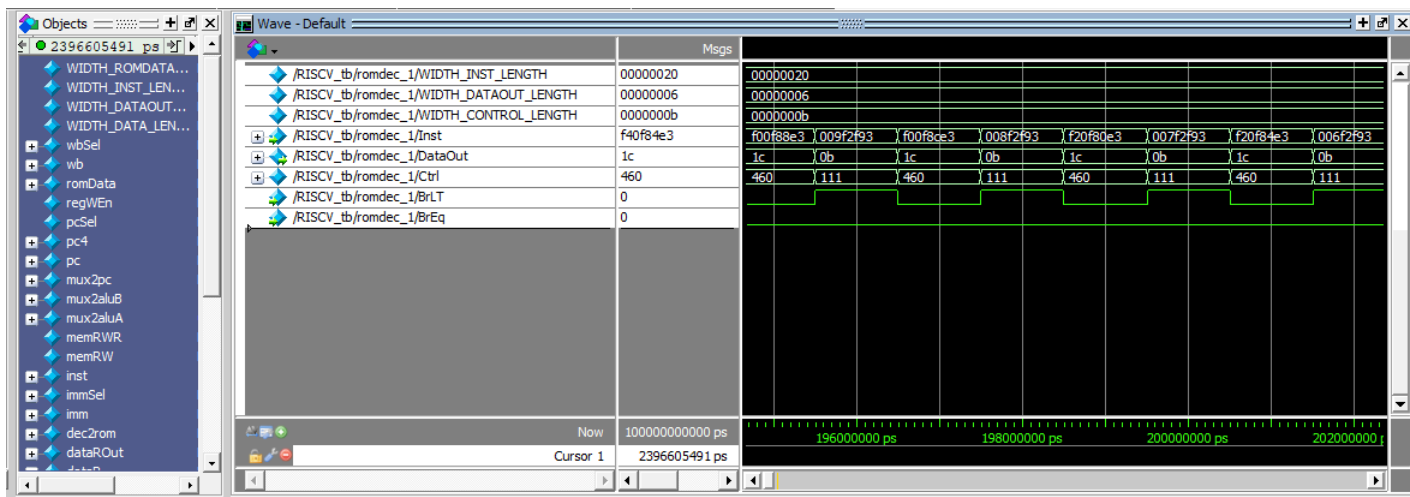 Objects
2396605491 ps
WIDTH_ROMDATA...
WIDTH_INST_LEN...
WIDTH_DATAOUT...
WIDTH_DATA_LEN...
wbSel
wb
romData
regWEn
pcSel
pc4
pc
mux2pc
mux2aluB
mux2aluA
memRWR
memRW
inst
immSel
imm
dec2rom
dataROut
Wave - Default
Msgs
/RISCV_tb/romdec_1/WIDTH_INST_LENGTH 00000020 00000020
/RISCV_tb/romdec_1/WIDTH_DATAOUT_LENGTH 00000006 00000006
/RISCV_tb/romdec_1/WIDTH_CONTROL_LENGTH 0000000b 0000000b
/RISCV_tb/romdec_1/Inst f40f84e3 f00f88e3 009f2f93 f00f8ce3 008f2f93 f20f80e3 007f2f93 f20f84e3 006f2f93
/RISCV_tb/romdec_1/DataOut 1c 1c 0b 1c 0b 1c 0b 1c 0b
/RISCV_tb/romdec_1/Ctrl 460 460 111 460 111 460 111 460 111
/RISCV_tb/romdec_1/BrLT 0
/RISCV_tb/romdec_1/BrEq 0
Now 100000000000 ps 196000000 ps 198000000 ps 200000000 ps 202000000
Cursor 1 2396605491 ps